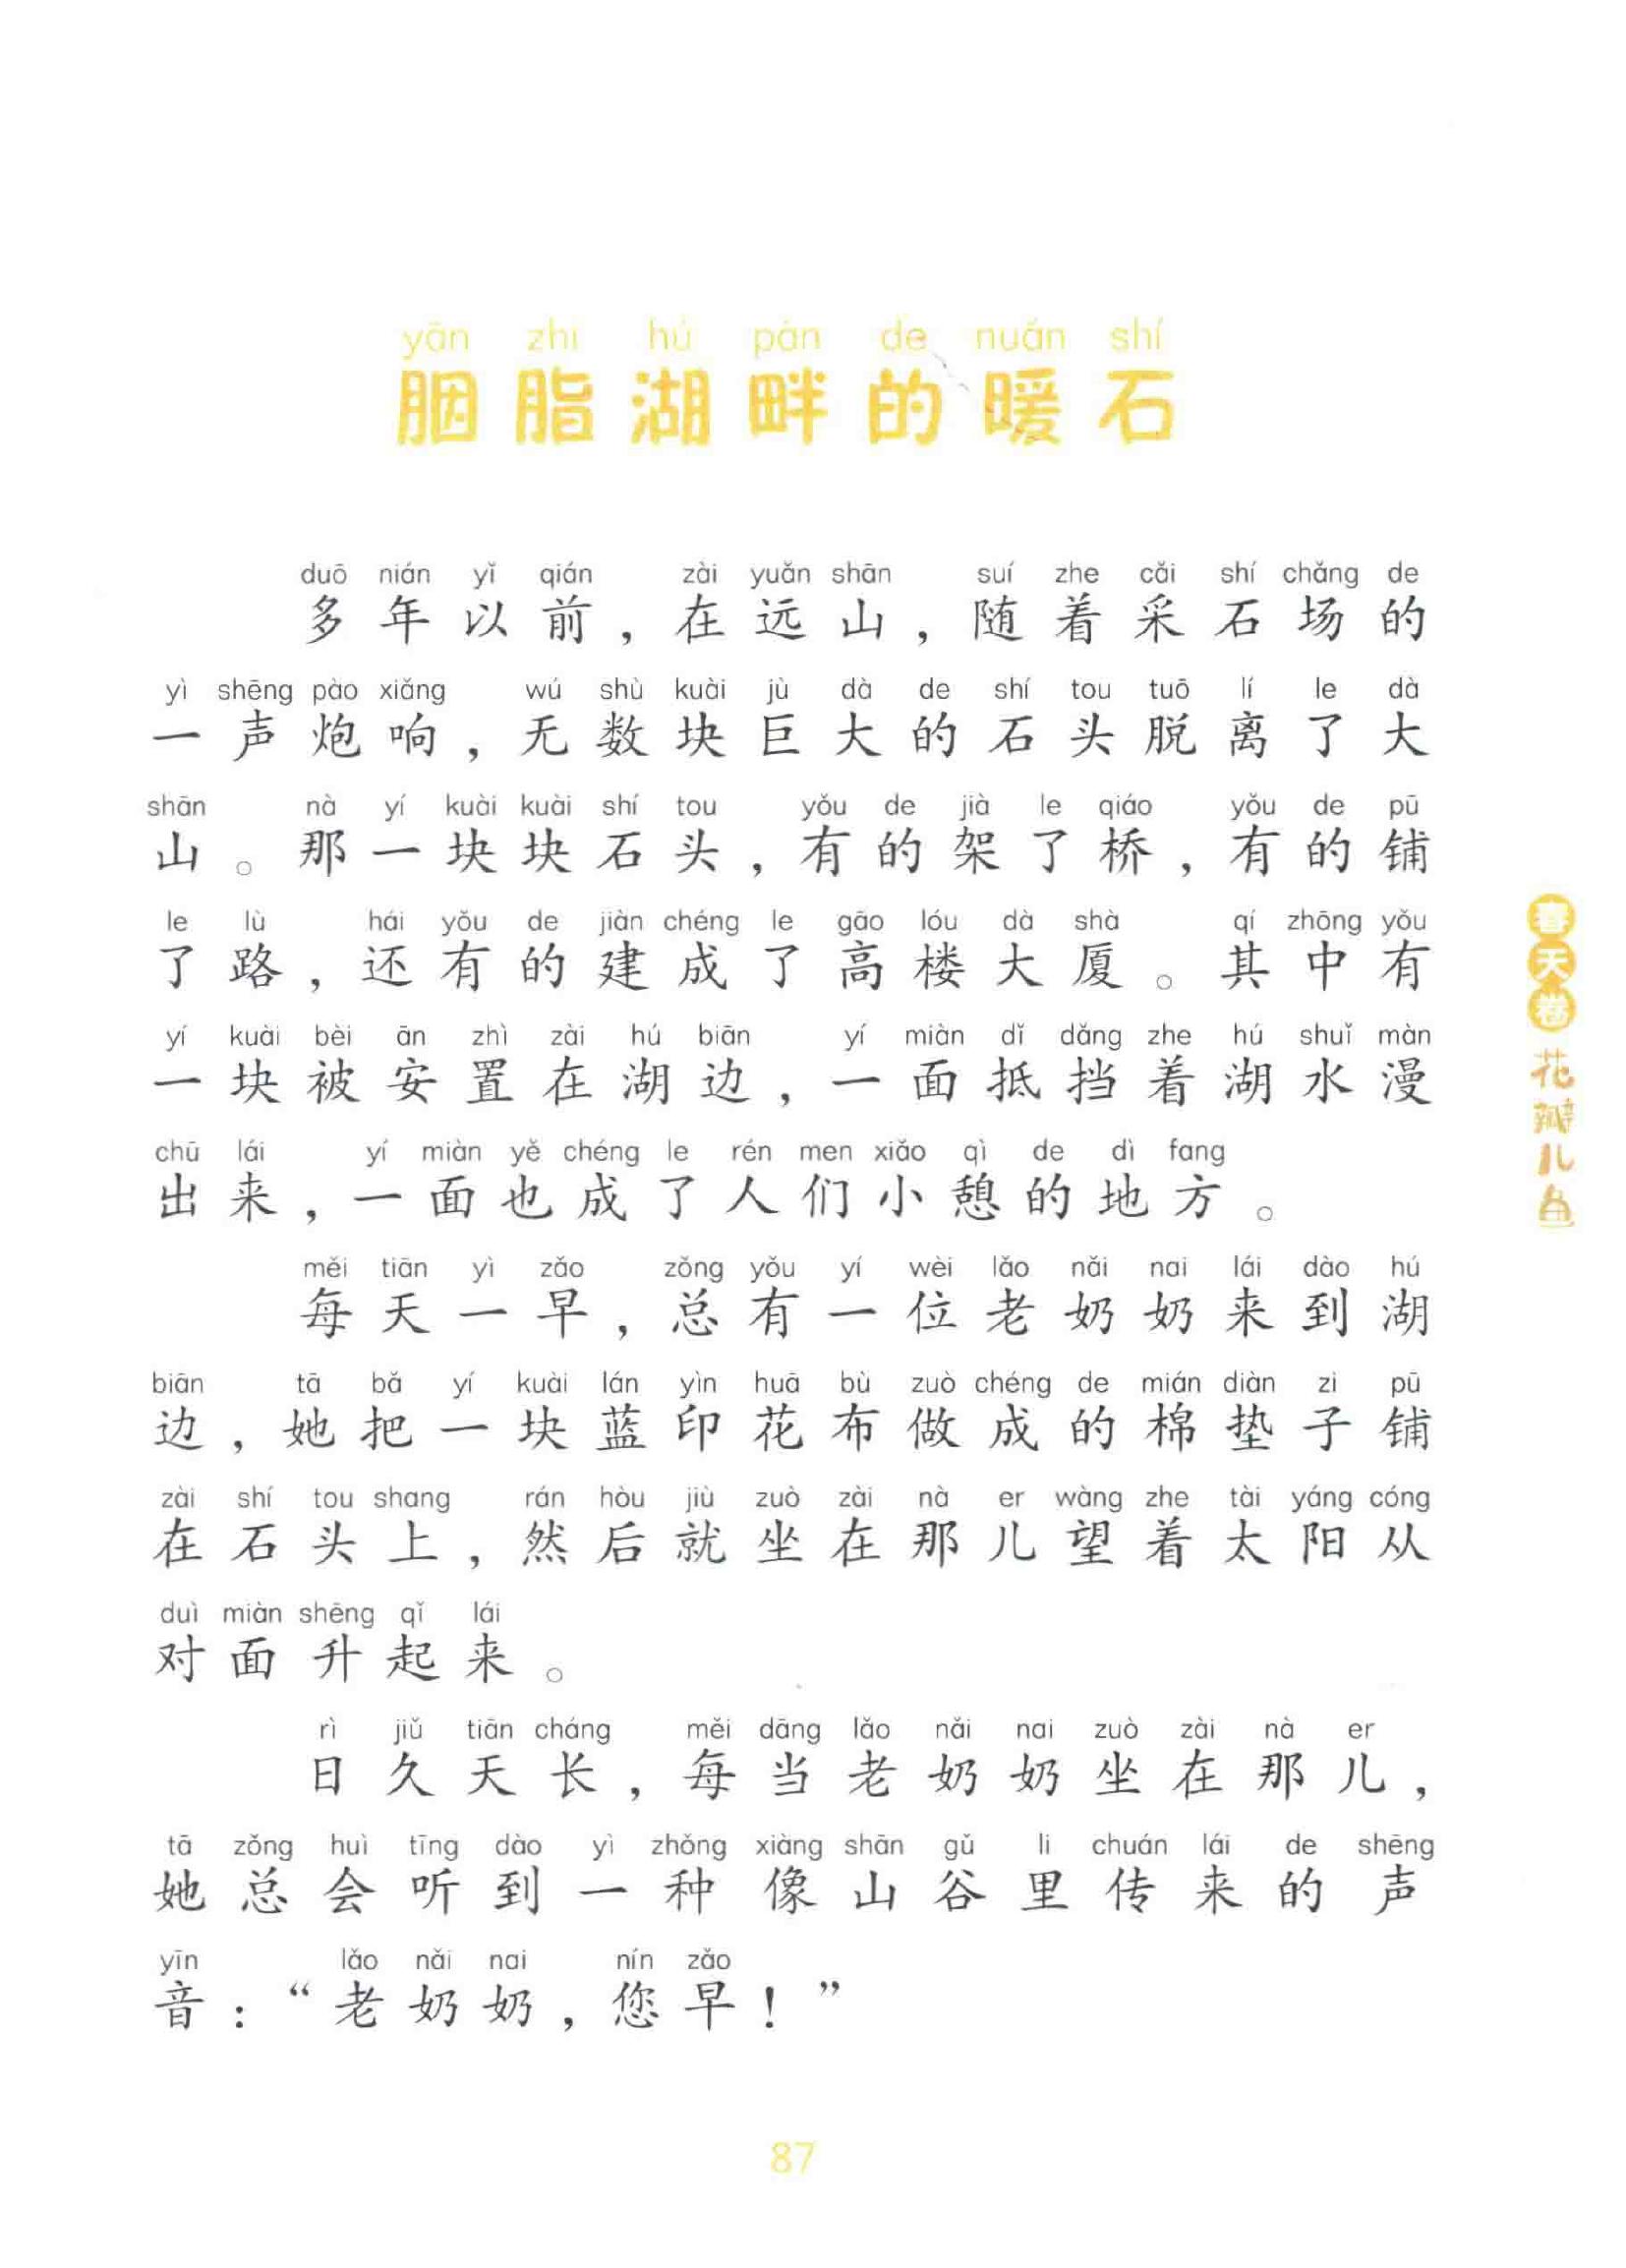 yān zhi hú pàn de nuǎn shí
胭脂湖畔的暖石
duō nián yǐ qián zài yuǎn shān suí zhe cǎi shí chǎng de
多年以前，在远山，随着采石场的
yì shēng pào xiǎng wú shù kuài jù dà de shí tou tuō lí le dà
一声炮响，无数块巨大的石头脱离了大
shān nà yí kuài kuài shí tou yǒu de jià le qiáo yǒu de pū
山。那一块块石头，有的架了桥，有的铺
le lù hái yǒu de jiàn chéng le gāo lóu dà shà qí zhōng yǒu
了路，还有的建成了高楼大厦。其中有
yí kuài bèi ān zhì zài hú biān yí miàn dǐ dǎng zhe hú shuǐ màn
一块被安置在湖边，一面抵挡着湖水漫
chū lái yí miàn yě chéng le rén men xiǎo qì de dì fang
出来，一面也成了人们小憩的地方。
měi tiān yì zǎo zǒng yǒu yí wèi lǎo nǎi nai lái dào hú
每天一早，总有一位老奶奶来到湖
biān tā bǎ yí kuài lán yìn huā bù zuò chéng de mián diàn zi pū
边，她把一块蓝印花布做成的棉垫子铺
zài shí tou shang rán hòu jiù zuò zài nà er wàng zhe tài yáng cóng
在石头上，然后就坐在那儿望着太阳从
duì miàn shēng qǐ lái
对面升起来。
rì jiǔ tiān cháng měi dāng lǎo nǎi nai zuò zài nà er
日久天长，每当老奶奶坐在那儿，
tā zǒng huì tīng dào yì zhǒng xiàng shān gǔ li chuán lái de shēng
她总会听到一种像山谷里传来的声
yīn lǎo nǎi nai nín zǎo
音：“老奶奶，您早！”
春天卷 花瓣儿鱼
87